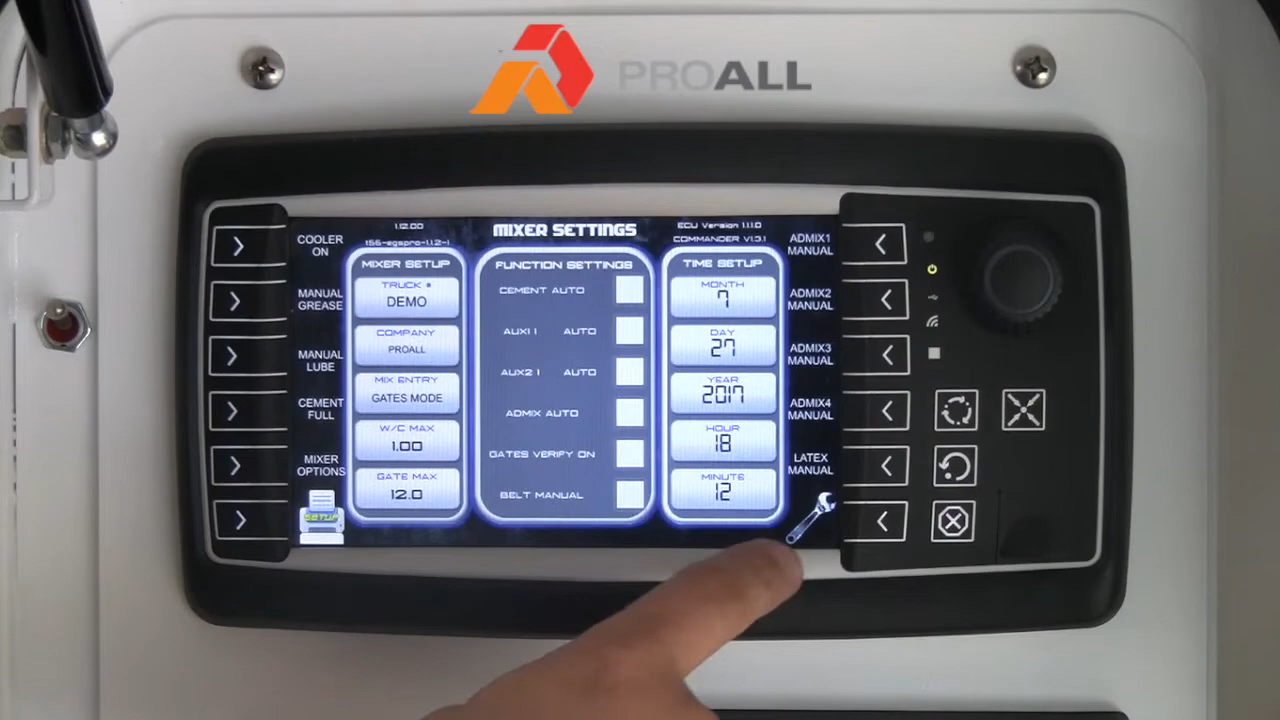 PROALL
1.12.00
MIXER SETTINGS
ECU Version 1.1.0
t56-egspro-1.1.2-1
COMMANDER V1.3.1
COOLER
ON
MANUAL
GREASE
MANUAL
LUBE
CEMENT
FULL
MIXER
OPTIONS
SETUP
MIXER SETUP
TRUCK #
DEMO
COMPANY
PROALL
MIX ENTRY
GATES MODE
W/C MAX
1.00
GATE MAX
12.0
FUNCTION SETTINGS
CEMENT AUTO
AUX1 1 AUTO
AUX2 1 AUTO
ADMIX AUTO
GATES VERIFY ON
BELT MANUAL
TIME SETUP
MONTH
7
DAY
27
YEAR
2017
HOUR
18
MINUTE
12
ADMIX1
MANUAL
ADMIX2
MANUAL
ADMIX3
MANUAL
ADMIX4
MANUAL
LATEX
MANUAL